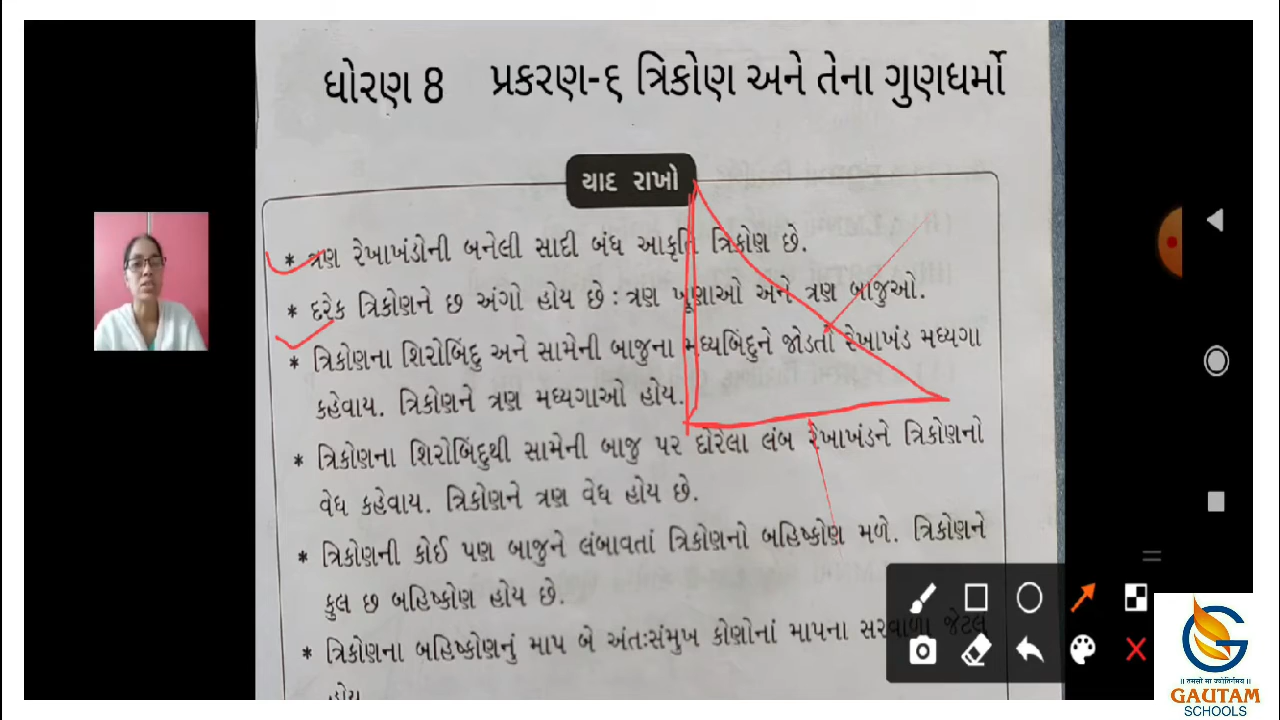 ધોરણ 8 પ્રકરણ-૬ ત્રિકોણ અને તેના ગુણધર્મો
યાદ રાખો
* ત્રણ રેખાખંડોની બનેલી સાદી બંધ આકૃતિ ત્રિકોણ છે.
* દરેક ત્રિકોણને છ અંગો હોય છે : ત્રણ ખૂણાઓ અને ત્રણ બાજુઓ.
* ત્રિકોણના શિરોબિંદુ અને સામેની બાજુના મધ્યબિંદુને જોડતો રેખાખંડ મધ્યગા
કહેવાય. ત્રિકોણને ત્રણ મધ્યગાઓ હોય.
* ત્રિકોણના શિરોબિંદુથી સામેની બાજુ પર દોરેલા લંબ રેખાખંડને ત્રિકોણનો
વેધ કહેવાય. ત્રિકોણને ત્રણ વેધ હોય છે.
* ત્રિકોણની કોઈ પણ બાજુને લંબાવતાં ત્રિકોણનો બહિષ્કોણ મળે. ત્રિકોણને
કુલ છ બહિષ્કોણ હોય છે.
* ત્રિકોણના બહિષ્કોણનું માપ બે અંતઃસંમુખ કોણોનાં માપના સરવાળા જેટલું
હોય
॥ तमसो मा ज्योतिर्गमय ॥
GAUTAM
SCHOOLS